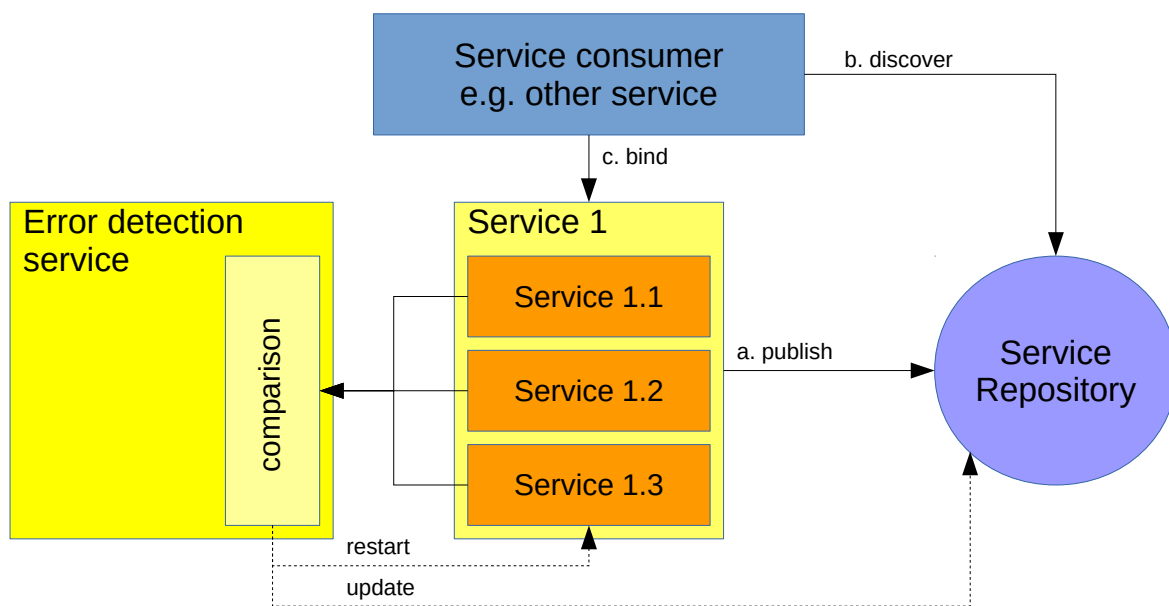 Service consumer
e.g. other service
b. discover
c. bind
Error detection
service
comparison
Service 1
Service 1.1
Service 1.2
Service 1.3
a. publish
Service
Repository
restart
update